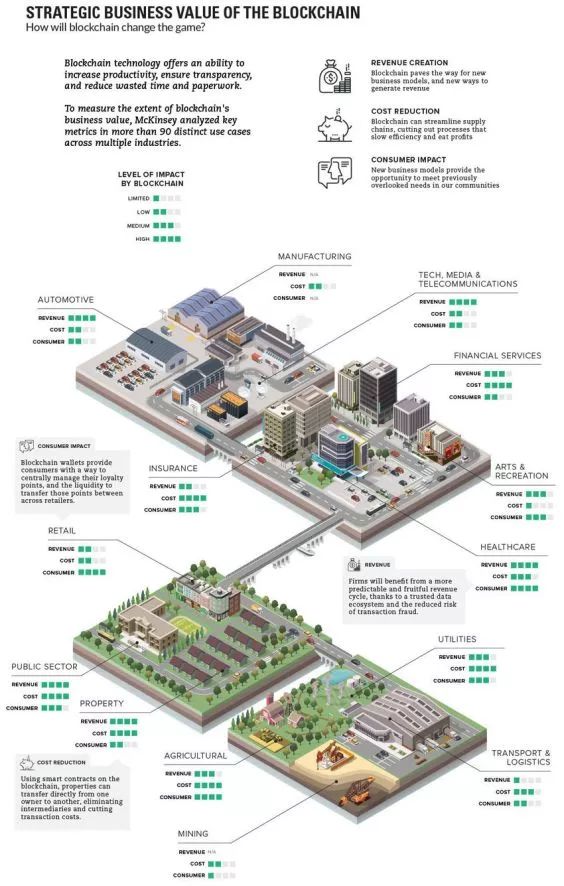 STRATEGIC BUSINESS VALUE OF THE BLOCKCHAIN
How will blockchain change the game?
Blockchain technology offers an ability to
increase productivity, ensure transparency,
and reduce wasted time and paperwork.
To measure the extent of blockchain's
business value, McKinsey analyzed key
metrics in more than 90 distinct use cases
across multiple industries.
REVENUE CREATION
Blockchain paves the way for new
business models, and new ways to
generate revenue
COST REDUCTION
Blockchain can streamline supply
chains, cutting out processes that
slow efficiency and eat profits
CONSUMER IMPACT
New business models provide the
opportunity to meet previously
overlooked needs in our communities
LEVEL OF IMPACT
BY BLOCKCHAIN
LIMITED
LOW
MEDIUM
HIGH
MANUFACTURING
REVENUE N/A
COST
CONSUMER N/A
TECH, MEDIA &
TELECOMMUNICATIONS
REVENUE
COST
CONSUMER
AUTOMOTIVE
REVENUE
COST
CONSUMER
FINANCIAL SERVICES
REVENUE
COST
CONSUMER
CONSUMER IMPACT
Blockchain wallets provide
consumers with a way to
centrally manage their loyalty
points, and the liquidity to
transfer those points between
across retailers.
INSURANCE
REVENUE
COST
CONSUMER
ARTS &
RECREATION
REVENUE
COST
CONSUMER
RETAIL
REVENUE
COST
CONSUMER
HEALTHCARE
REVENUE
COST
CONSUMER
REVENUE
Firms will benefit from a more
predictable and fruitful revenue
cycle, thanks to a trusted data
ecosystem and the reduced risk
of transaction fraud.
UTILITIES
REVENUE
COST
CONSUMER
PUBLIC SECTOR
REVENUE
COST
CONSUMER
PROPERTY
REVENUE
COST
CONSUMER
COST REDUCTION
Using smart contracts on the
blockchain, properties can
transfer directly from one
owner to another, eliminating
intermediaries and cutting
transaction costs.
AGRICULTURAL
REVENUE
COST
CONSUMER
TRANSPORT &
LOGISTICS
REVENUE
COST
CONSUMER
MINING
REVENUE N/A
COST
CONSUMER